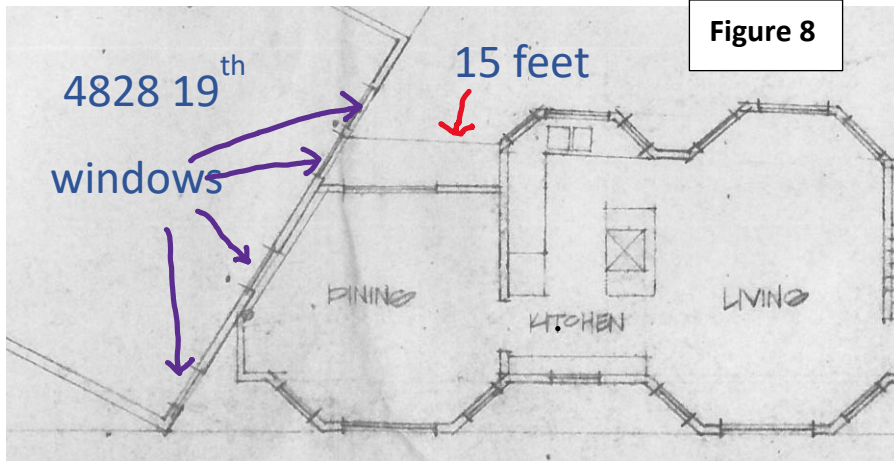 Figure 8
4828 19th
15 feet
windows
DINING
KITCHEN
LIVING